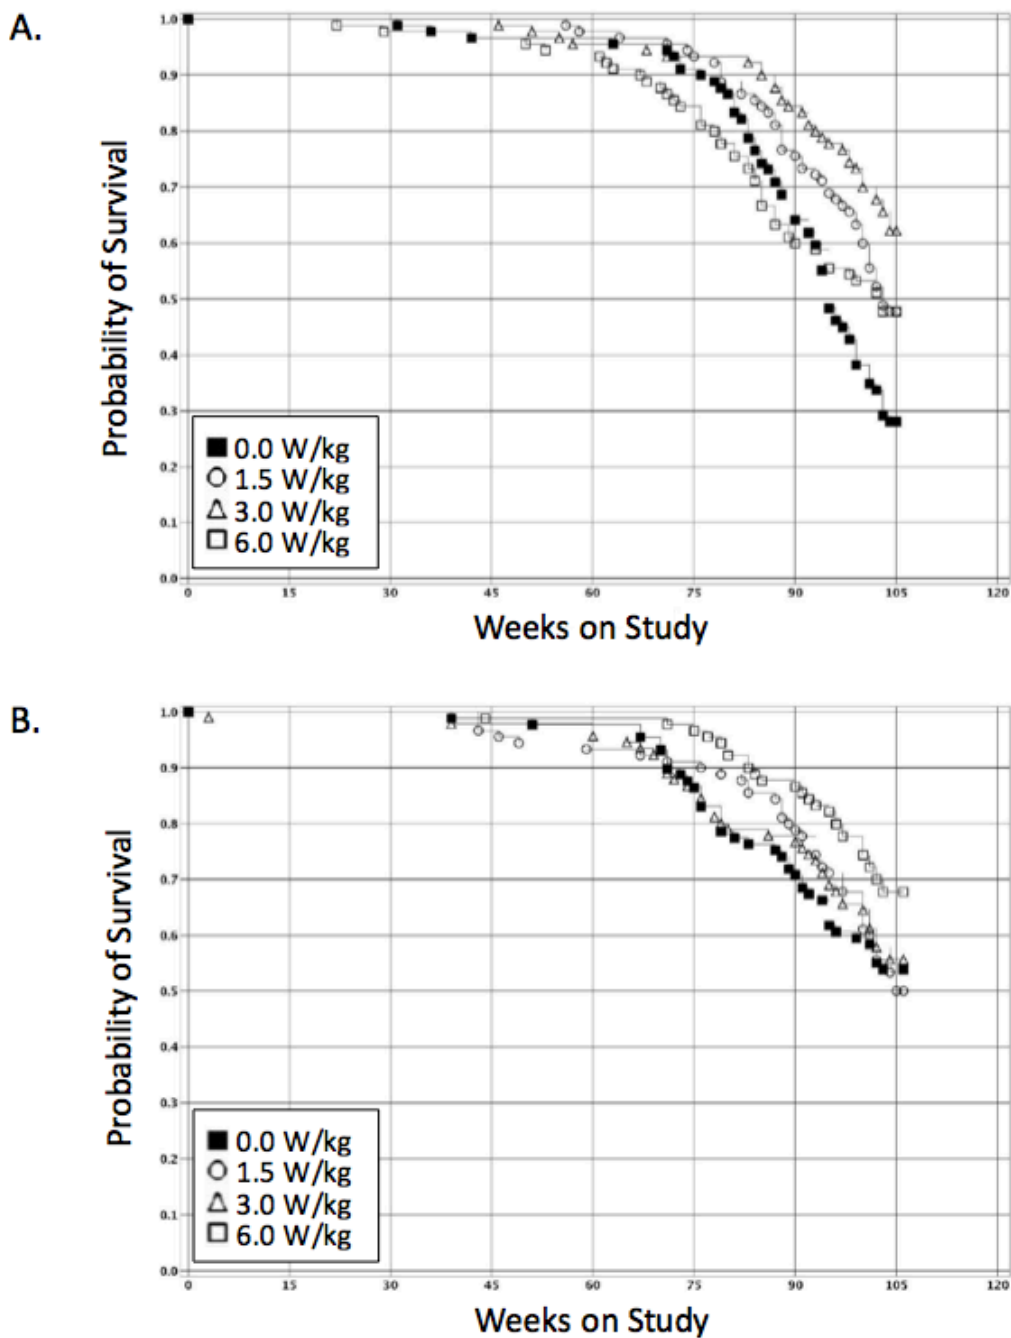 A.
Probability of Survival
1.0
0.9
0.8
0.7
0.6
0.5
0.4
0.3
0.2
0.1
0.0
0.0 W/kg
1.5 W/kg
3.0 W/kg
6.0 W/kg
0 15 30 45 60 75 90 105 120
Weeks on Study
B.
Probability of Survival
1.0
0.9
0.8
0.7
0.6
0.5
0.4
0.3
0.2
0.1
0.0
0.0 W/kg
1.5 W/kg
3.0 W/kg
6.0 W/kg
0 15 30 45 60 75 90 105 120
Weeks on Study